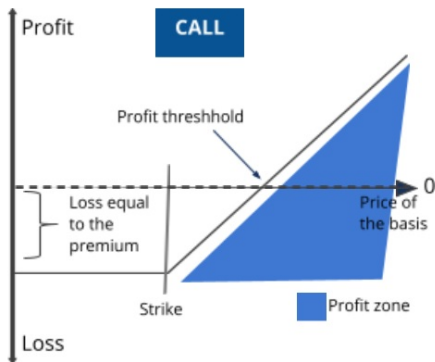 Profit
CALL
Profit threshhold
0
Loss equal
to the
premium
Price of
the basis
Strike
Profit zone
Loss